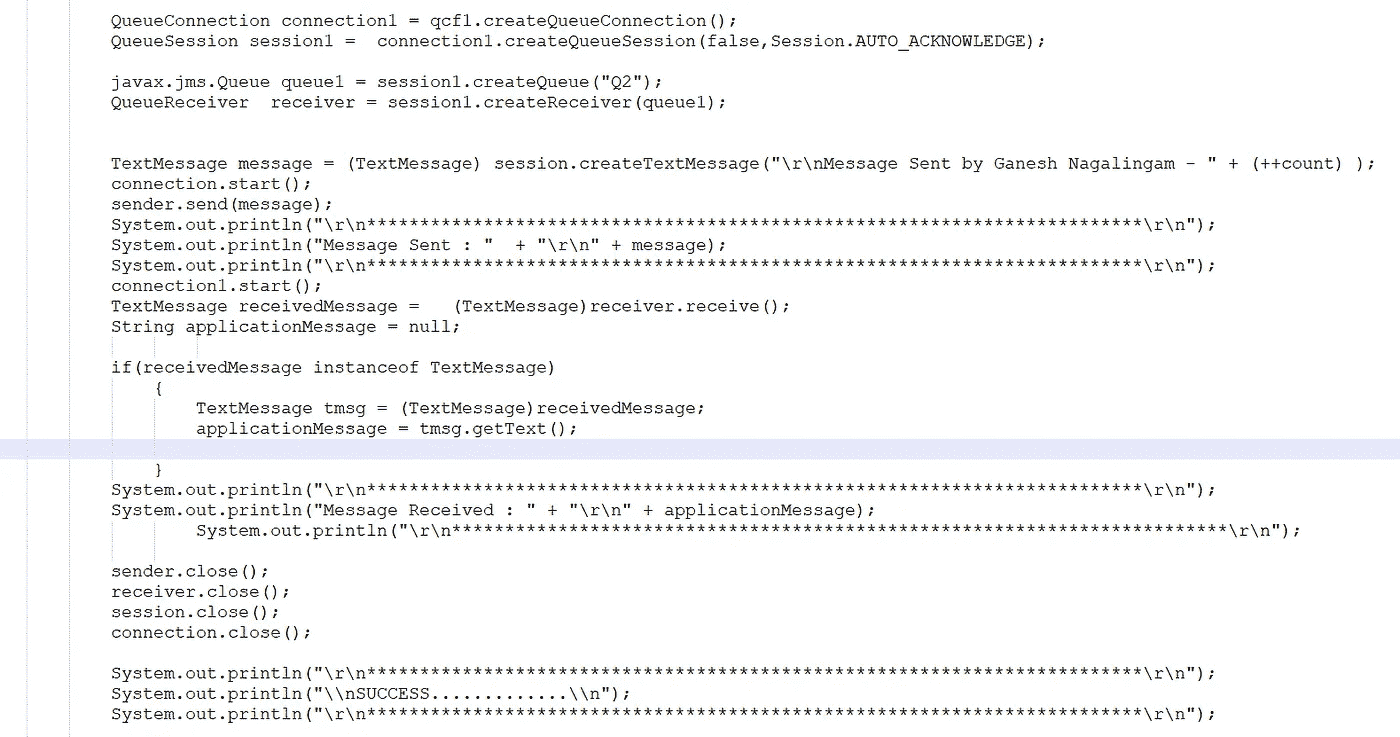 QueueConnection connection1 = qcf1.createQueueConnection();
QueueSession session1 =  connection1.createQueueSession(false,Session.AUTO_ACKNOWLEDGE);
javax.jms.Queue queue1 = session1.createQueue("Q2");
QueueReceiver  receiver = session1.createReceiver(queue1);
TextMessage message = (TextMessage) session.createTextMessage("\r\nMessage Sent by Ganesh Nagalingam - " + (++count) );
connection.start();
sender.send(message);
System.out.println("\r\n*************************************************************************\r\n");
System.out.println("Message Sent : "  + "\r\n" + message);
System.out.println("\r\n*************************************************************************\r\n");
connection1.start();
TextMessage receivedMessage =   (TextMessage)receiver.receive();
String applicationMessage = null;
if(receivedMessage instanceof TextMessage)
{
TextMessage tmsg = (TextMessage)receivedMessage;
applicationMessage = tmsg.getText();
}
System.out.println("\r\n*************************************************************************\r\n");
System.out.println("Message Received : " + "\r\n" + applicationMessage);
System.out.println("\r\n*************************************************************************\r\n");
sender.close();
receiver.close();
session.close();
connection.close();
System.out.println("\r\n*************************************************************************\r\n");
System.out.println("\\nSUCCESS.............\\n");
System.out.println("\r\n*************************************************************************\r\n");